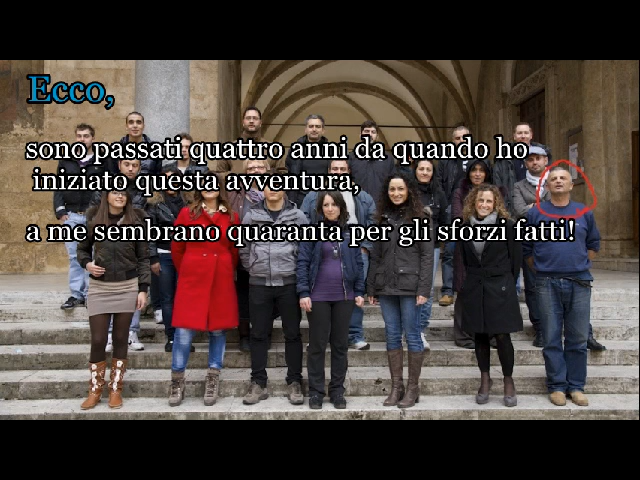 Ecco,
sono passati quattro anni da quando ho
iniziato questa avventura,
a me sembrano quaranta per gli sforzi fatti!